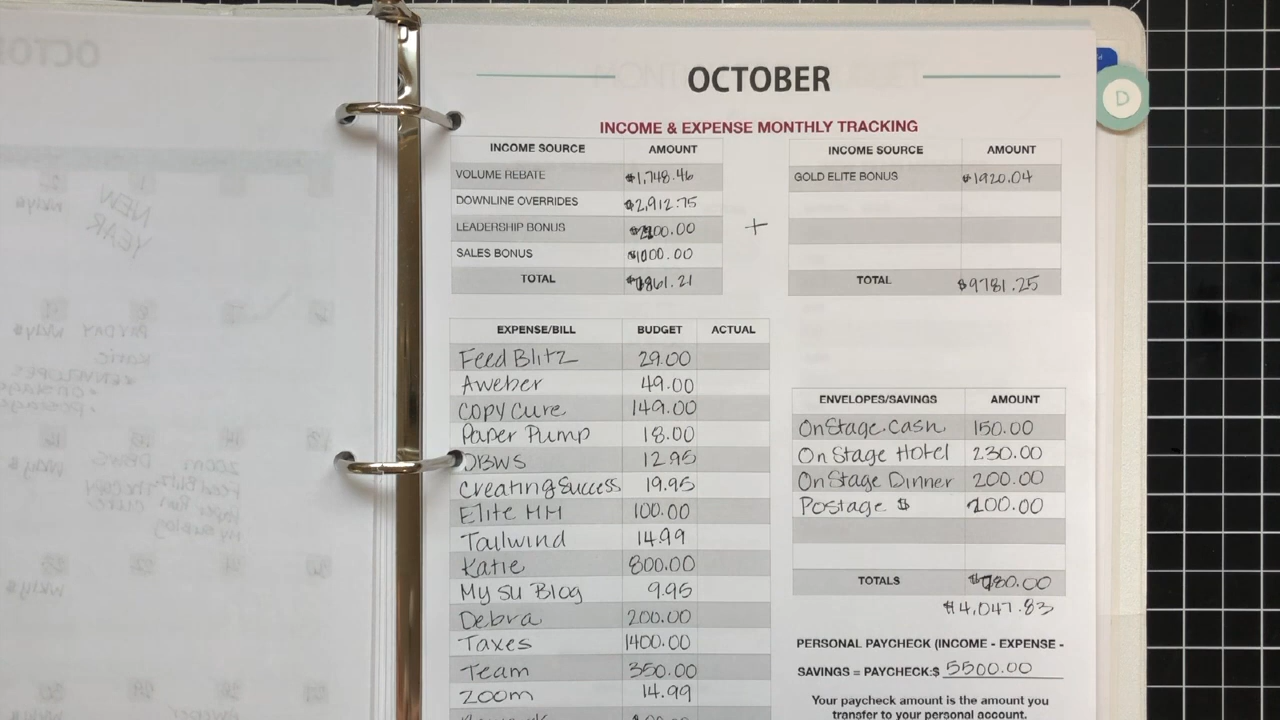 OCTOBER
INCOME & EXPENSE MONTHLY TRACKING
INCOME SOURCE AMOUNT
VOLUME REBATE $1,748.46
DOWNLINE OVERRIDES $2,912.75
LEADERSHIP BONUS
SALES BONUS $1000.00
TOTAL
+
INCOME SOURCE AMOUNT
GOLD ELITE BONUS $1920.04
TOTAL $9781.25
D
EXPENSE/BILL BUDGET ACTUAL
Feed Blitz 29.00
Aweber 49.00
Copy Cure 149.00
Paper Pump 18.00
DBWS 12.95
Creating Success 19.95
Elite MM 100.00
Tailwind 14.99
Katie 800.00
My SU Blog 9.95
Debra 200.00
Taxes 1400.00
Team 350.00
Zoom 14.99
ENVELOPES/SAVINGS AMOUNT
OnStage Cash 150.00
OnStage Hotel 230.00
OnStage Dinner 200.00
Postage $ 200.00
TOTALS $780.00
$4,047.83
PERSONAL PAYCHECK (INCOME - EXPENSE -
SAVINGS = PAYCHECK:$ 5500.00
Your paycheck amount is the amount you
transfer to your personal account.